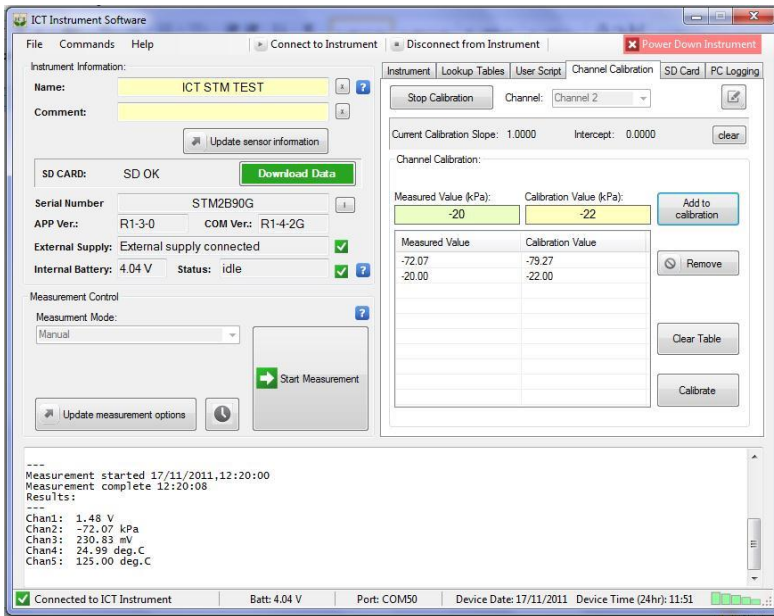 ICT Instrument Software
File Commands Help Connect to Instrument Disconnect from Instrument Power Down Instrument
Instrument Information:
Name: ICT STM TEST
Comment:
Update sensor information
SD CARD: SD OK Download Data
Serial Number STM2B90G
APP Ver.: R1-3-0 COM Ver.: R1-4-2G
External Supply: External supply connected
Internal Battery: 4.04 V Status: idle
Measurement Control
Measurment Mode:
Manual
Start Measurement
Update measurement options
Instrument Lookup Tables User Script Channel Calibration SD Card PC Logging
Stop Calibration Channel: Channel 2
Current Calibration Slope: 1.0000 Intercept: 0.0000 clear
Channel Calibration:
Measured Value (kPa): Calibration Value (kPa):
-20 -22 Add to calibration
Measured Value Calibration Value
-72.07 -79.27
-20.00 -22.00
Remove
Clear Table
Calibrate
---
Measurement started 17/11/2011,12:20:00
Measurement complete 12:20:08
Results:
---
Chan1: 1.48 V
Chan2: -72.07 kPa
Chan3: 230.83 mV
Chan4: 24.99 deg.C
Chan5: 125.00 deg.C
Connected to ICT Instrument Batt: 4.04 V Port: COM50 Device Date: 17/11/2011 Device Time (24hr): 11:51